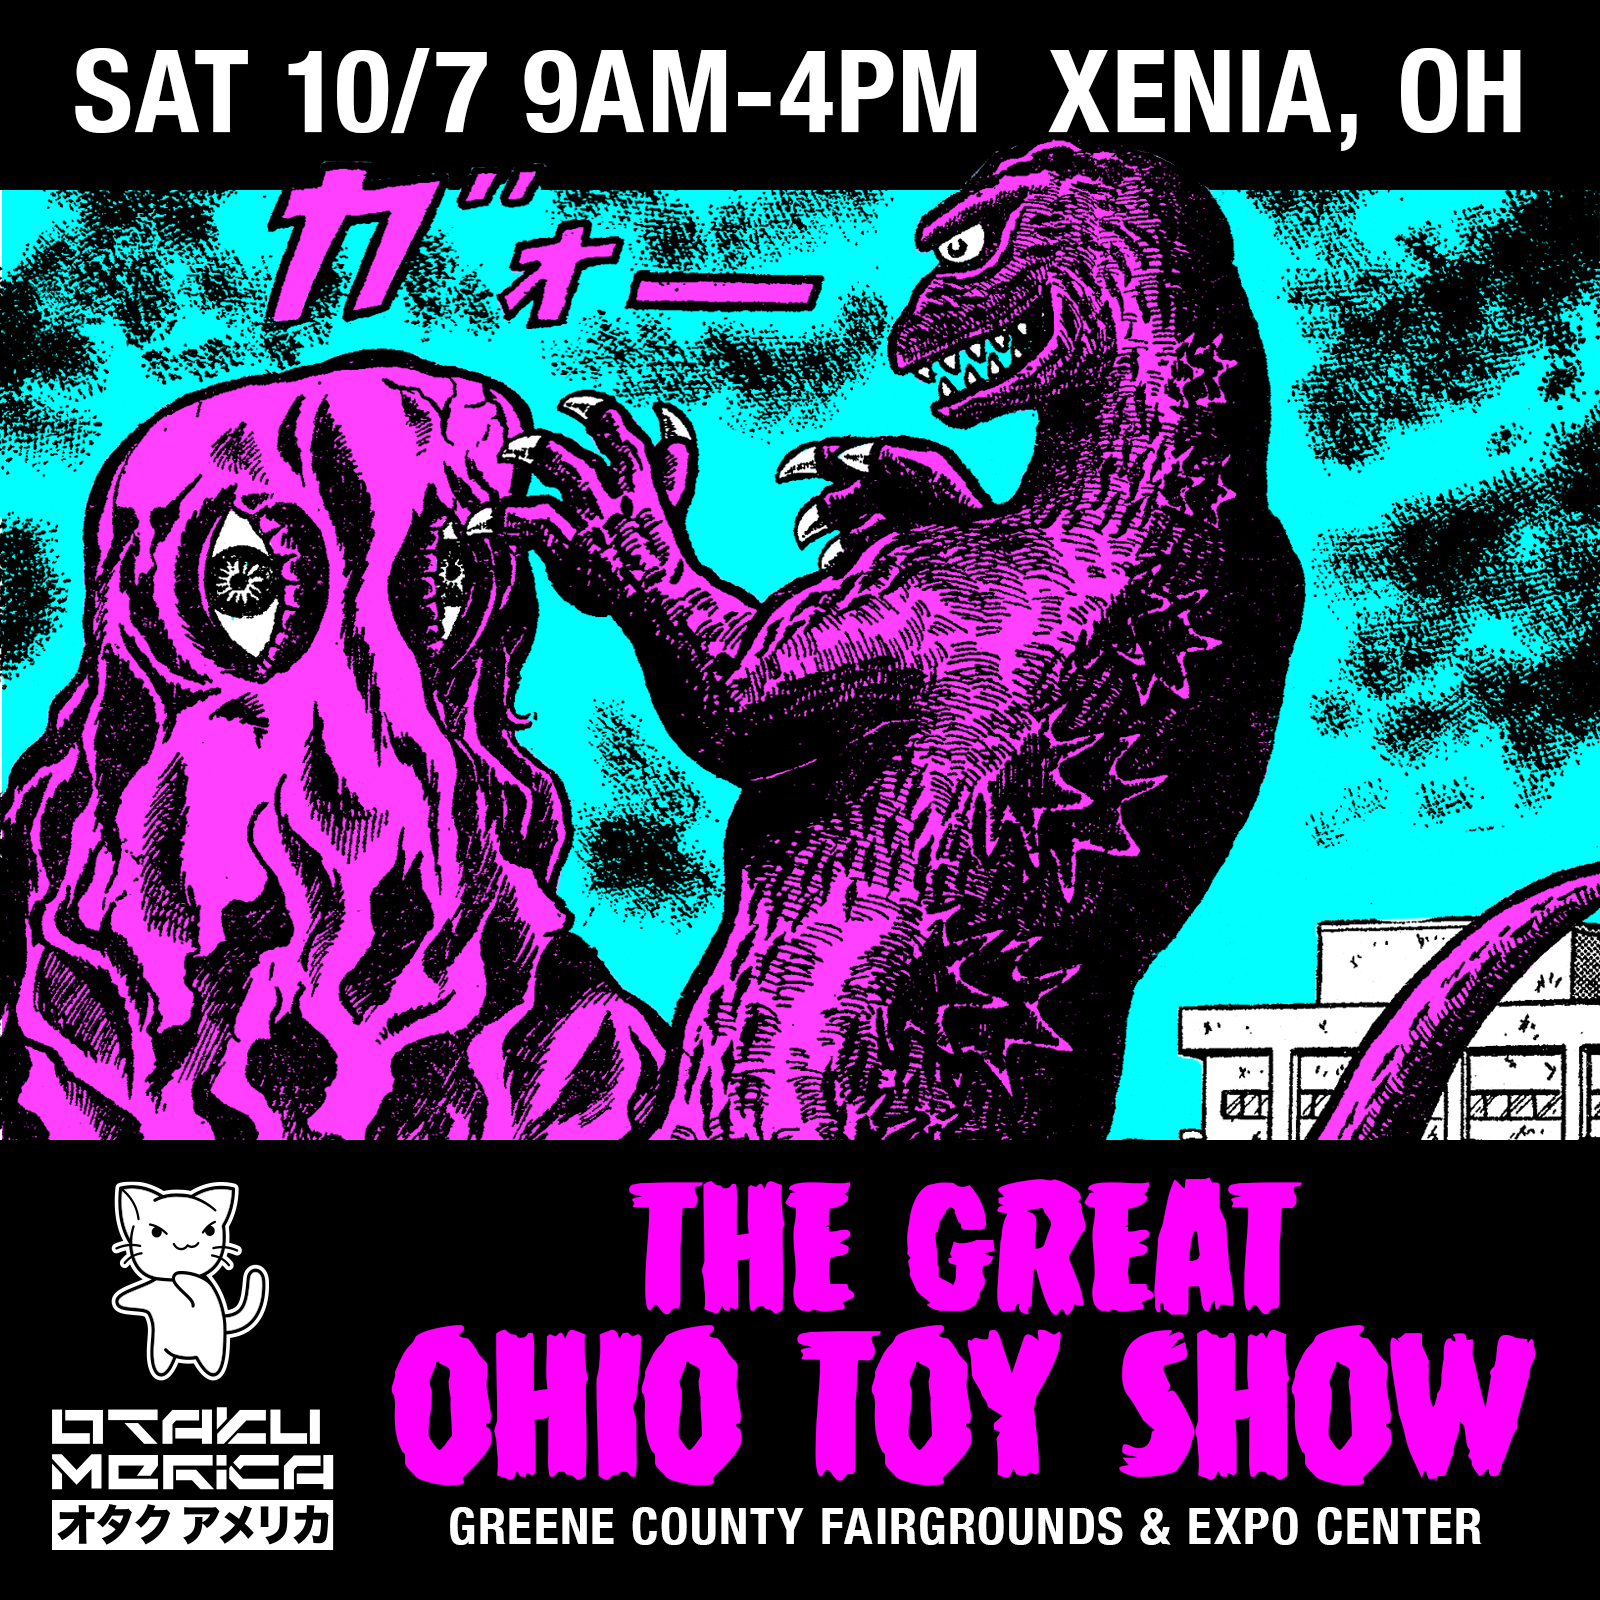 SAT 10/7 9AM-4PM XENIA, OH
ガォー
THE GREAT
OHIO TOY SHOW
OTAKU
MERICA
オタク アメリカ
GREENE COUNTY FAIRGROUNDS & EXPO CENTER